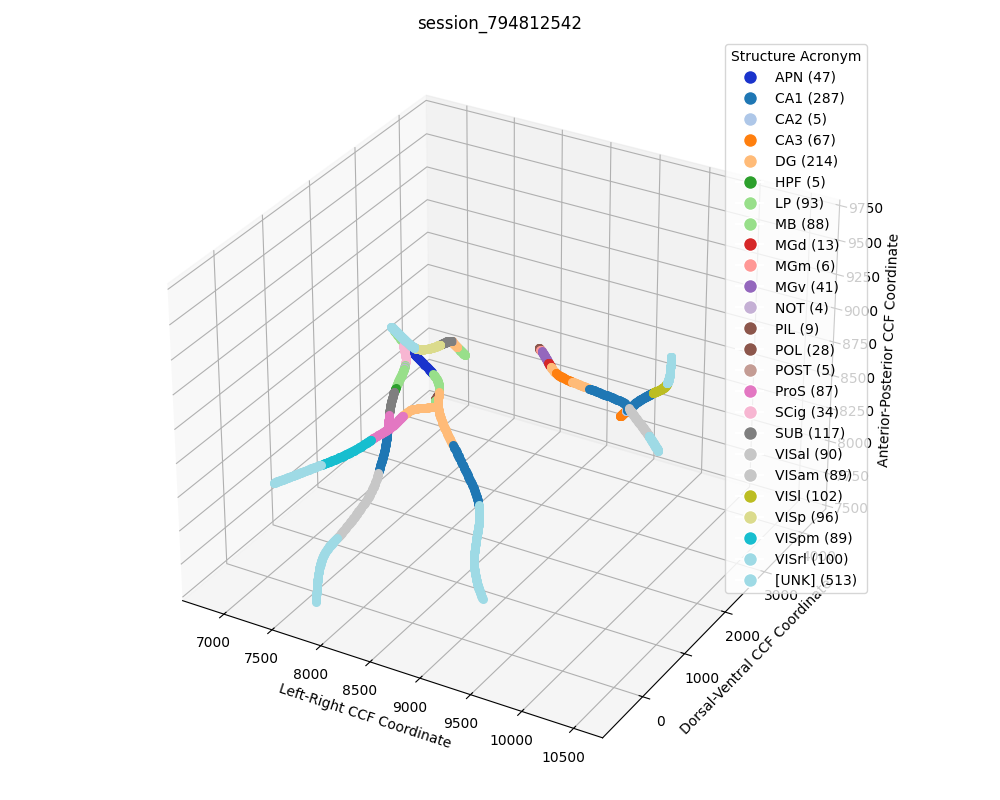 session_794812542
Structure Acronym
APN (47)
CA1 (287)
CA2 (5)
CA3 (67)
DG (214)
HPF (5)
LP (93)
MB (88)
MGd (13)
MGm (6)
MGv (41)
NOT (4)
PIL (9)
POL (28)
POST (5)
ProS (87)
SCig (34)
SUB (117)
VISal (90)
VISam (89)
VISl (102)
VISp (96)
VISpm (89)
VISrl (100)
[UNK] (513)
9750
9500
9250
9000
8750
8500
8250
8000
7750
7500
Anterior-Posterior CCF Coordinate
4000
3000
2000
1000
0
Dorsal-Ventral CCF Coordinate
7000
7500
8000
8500
9000
9500
10000
10500
Left-Right CCF Coordinate